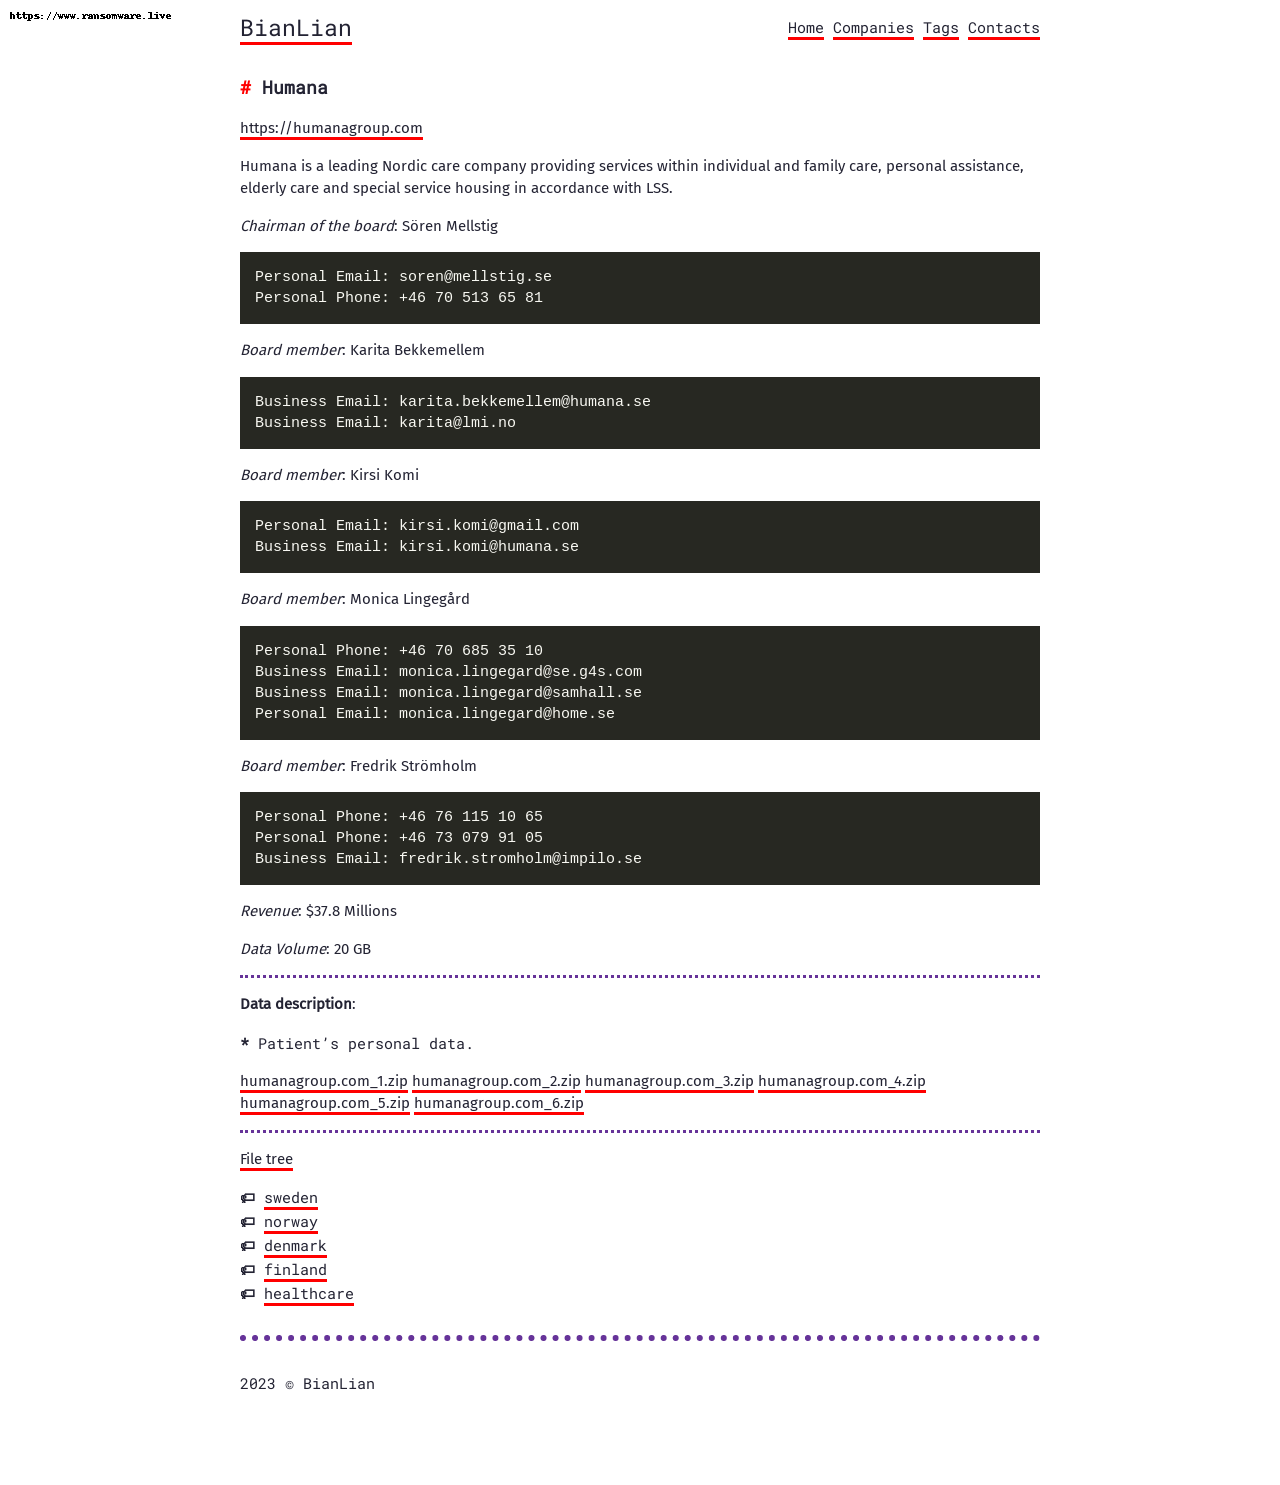 https://www.ransomware.live
BianLian
Home Companies Tags Contacts
# Humana
https://humanagroup.com
Humana is a leading Nordic care company providing services within individual and family care, personal assistance,
elderly care and special service housing in accordance with LSS.
Chairman of the board: Sören Mellstig
Personal Email: soren@mellstig.se
Personal Phone: +46 70 513 65 81
Board member: Karita Bekkemellem
Business Email: karita.bekkemellem@humana.se
Business Email: karita@lmi.no
Board member: Kirsi Komi
Personal Email: kirsi.komi@gmail.com
Business Email: kirsi.komi@humana.se
Board member: Monica Lingegård
Personal Phone: +46 70 685 35 10
Business Email: monica.lingegard@se.g4s.com
Business Email: monica.lingegard@samhall.se
Personal Email: monica.lingegard@home.se
Board member: Fredrik Strömholm
Personal Phone: +46 76 115 10 65
Personal Phone: +46 73 079 91 05
Business Email: fredrik.stromholm@impilo.se
Revenue: $37.8 Millions
Data Volume: 20 GB
Data description:
* Patient’s personal data.
humanagroup.com_1.zip humanagroup.com_2.zip humanagroup.com_3.zip humanagroup.com_4.zip
humanagroup.com_5.zip humanagroup.com_6.zip
File tree
sweden
norway
denmark
finland
healthcare
2023 © BianLian